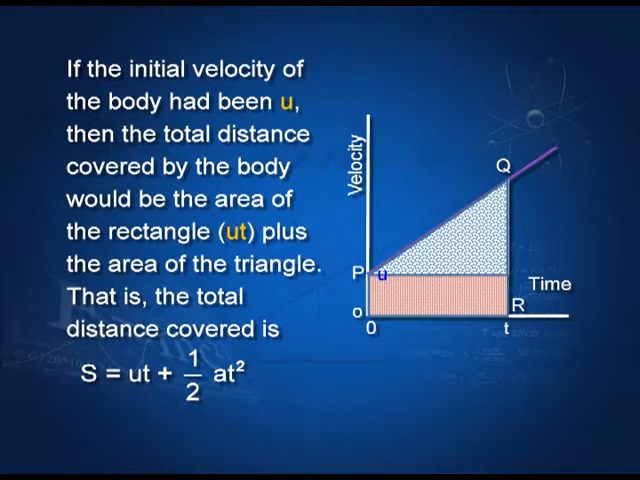 If the initial velocity of
the body had been u,
then the total distance
covered by the body
would be the area of
the rectangle (ut) plus
the area of the triangle.
That is, the total
distance covered is
S = ut + 1/2 at²
Velocity
Q
P
u
Time
o
R
0
t